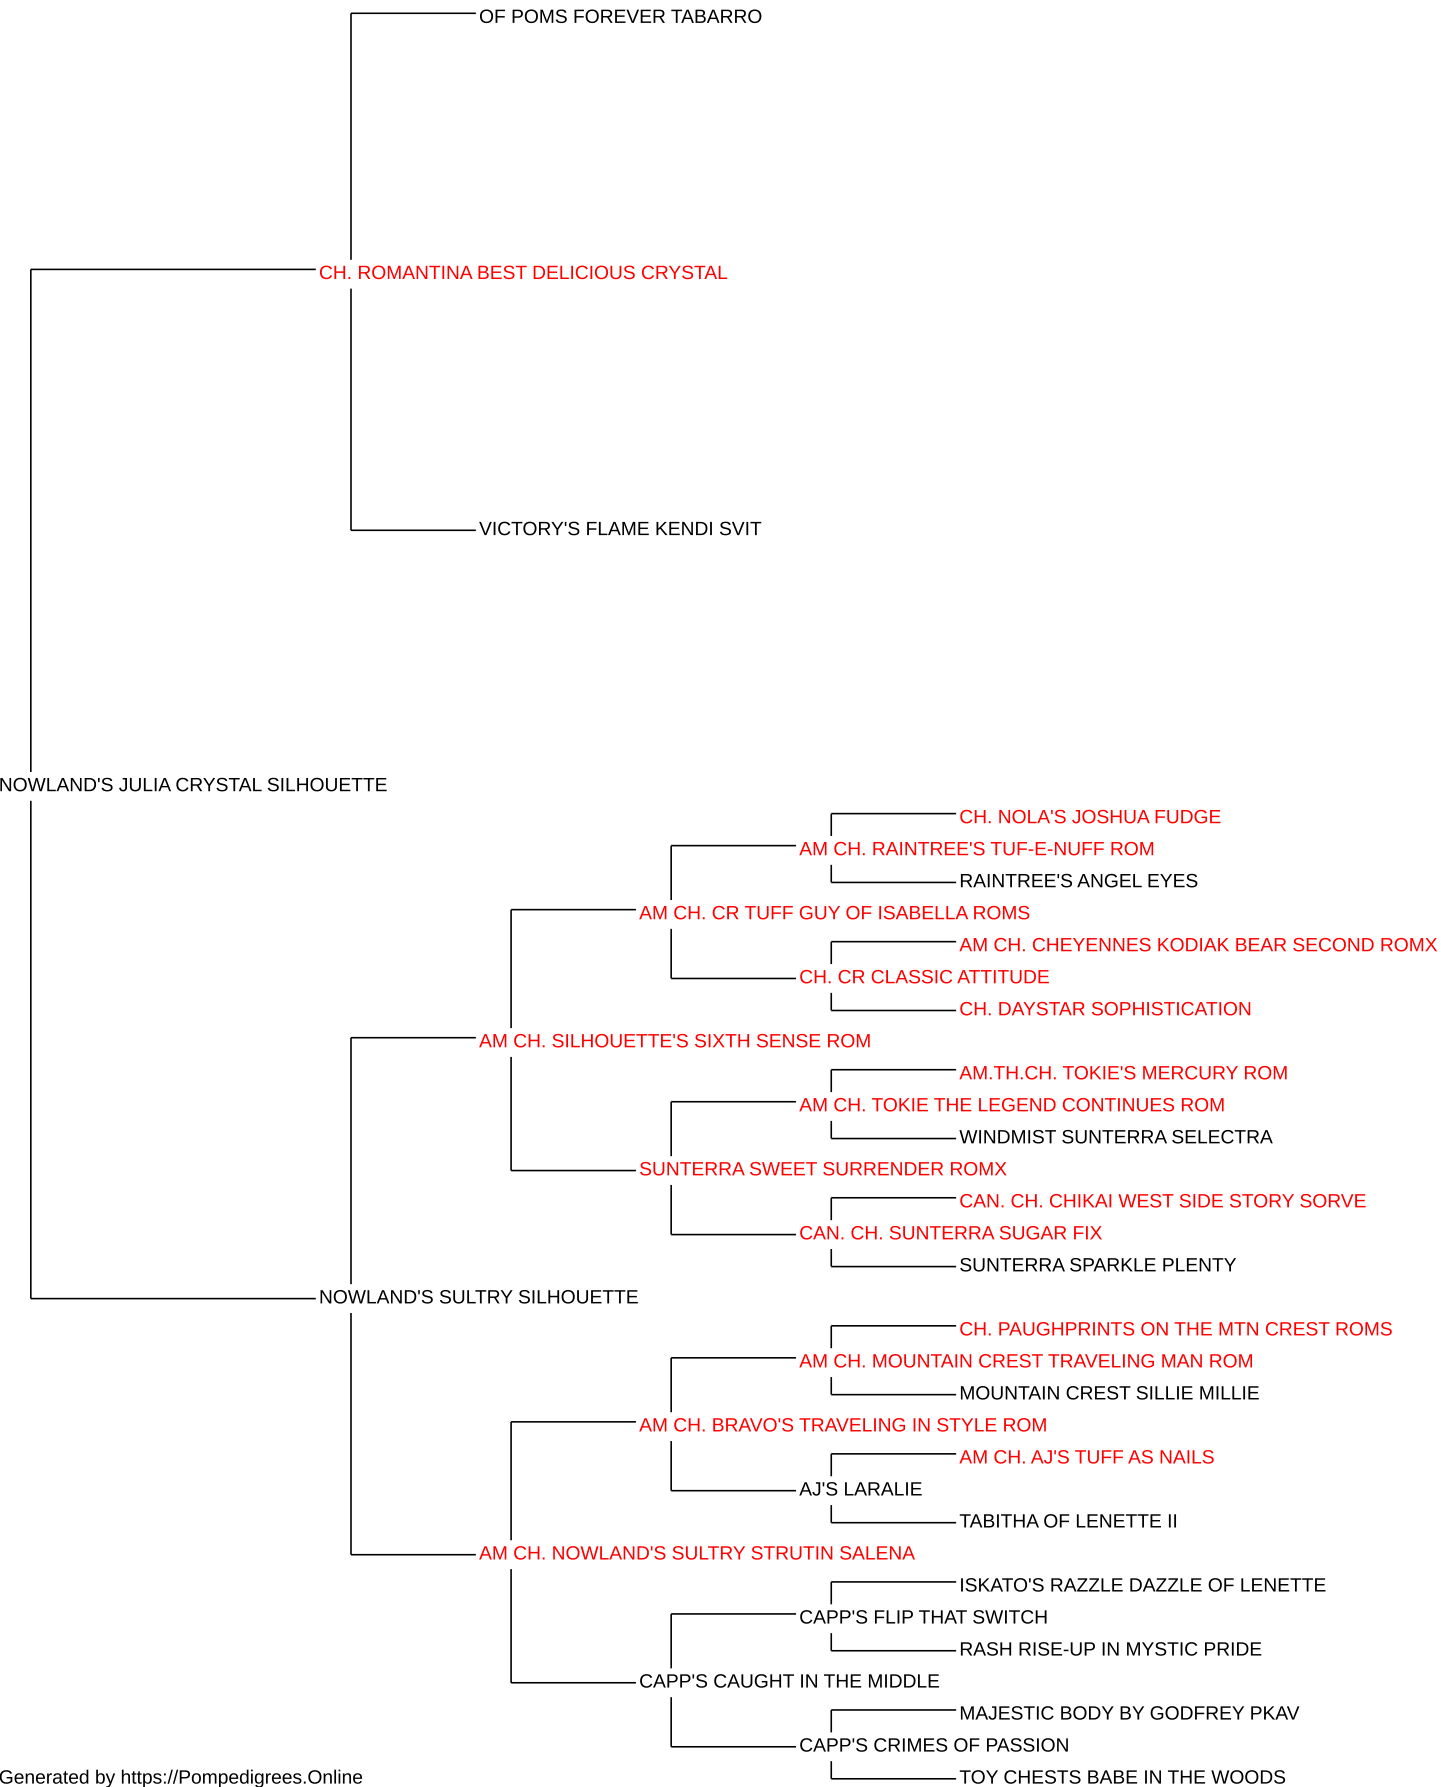 OF POMS FOREVER TABARRO
CH. ROMANTINA BEST DELICIOUS CRYSTAL
VICTORY'S FLAME KENDI SVIT
NOWLAND'S JULIA CRYSTAL SILHOUETTE
CH. NOLA'S JOSHUA FUDGE
AM CH. RAINTREE'S TUF-E-NUFF ROM
RAINTREE'S ANGEL EYES
AM CH. CR TUFF GUY OF ISABELLA ROMS
AM CH. CHEYENNES KODIAK BEAR SECOND ROMX
CH. CR CLASSIC ATTITUDE
CH. DAYSTAR SOPHISTICATION
AM CH. SILHOUETTE'S SIXTH SENSE ROM
AM.TH.CH. TOKIE'S MERCURY ROM
AM CH. TOKIE THE LEGEND CONTINUES ROM
WINDMIST SUNTERRA SELECTRA
SUNTERRA SWEET SURRENDER ROMX
CAN. CH. CHIKAI WEST SIDE STORY SORVE
CAN. CH. SUNTERRA SUGAR FIX
SUNTERRA SPARKLE PLENTY
NOWLAND'S SULTRY SILHOUETTE
CH. PAUGHPRINTS ON THE MTN CREST ROMS
AM CH. MOUNTAIN CREST TRAVELING MAN ROM
MOUNTAIN CREST SILLIE MILLIE
AM CH. BRAVO'S TRAVELING IN STYLE ROM
AM CH. AJ'S TUFF AS NAILS
AJ'S LARALIE
TABITHA OF LENETTE II
AM CH. NOWLAND'S SULTRY STRUTIN SALENA
ISKATO'S RAZZLE DAZZLE OF LENETTE
CAPP'S FLIP THAT SWITCH
RASH RISE-UP IN MYSTIC PRIDE
CAPP'S CAUGHT IN THE MIDDLE
MAJESTIC BODY BY GODFREY PKAV
CAPP'S CRIMES OF PASSION
TOY CHESTS BABE IN THE WOODS
Generated by https://Pompedigrees.Online